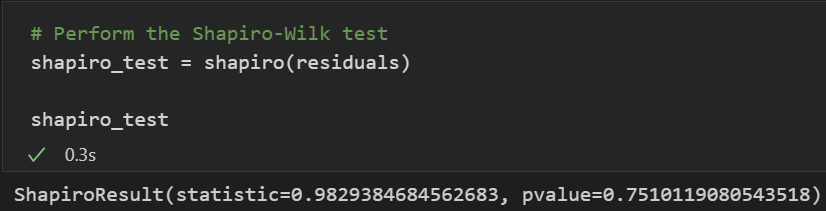 # Perform the Shapiro-Wilk test
shapiro_test = shapiro(residuals)
shapiro_test
0.3s
ShapiroResult(statistic=0.9829384684562683, pvalue=0.7510119080543518)